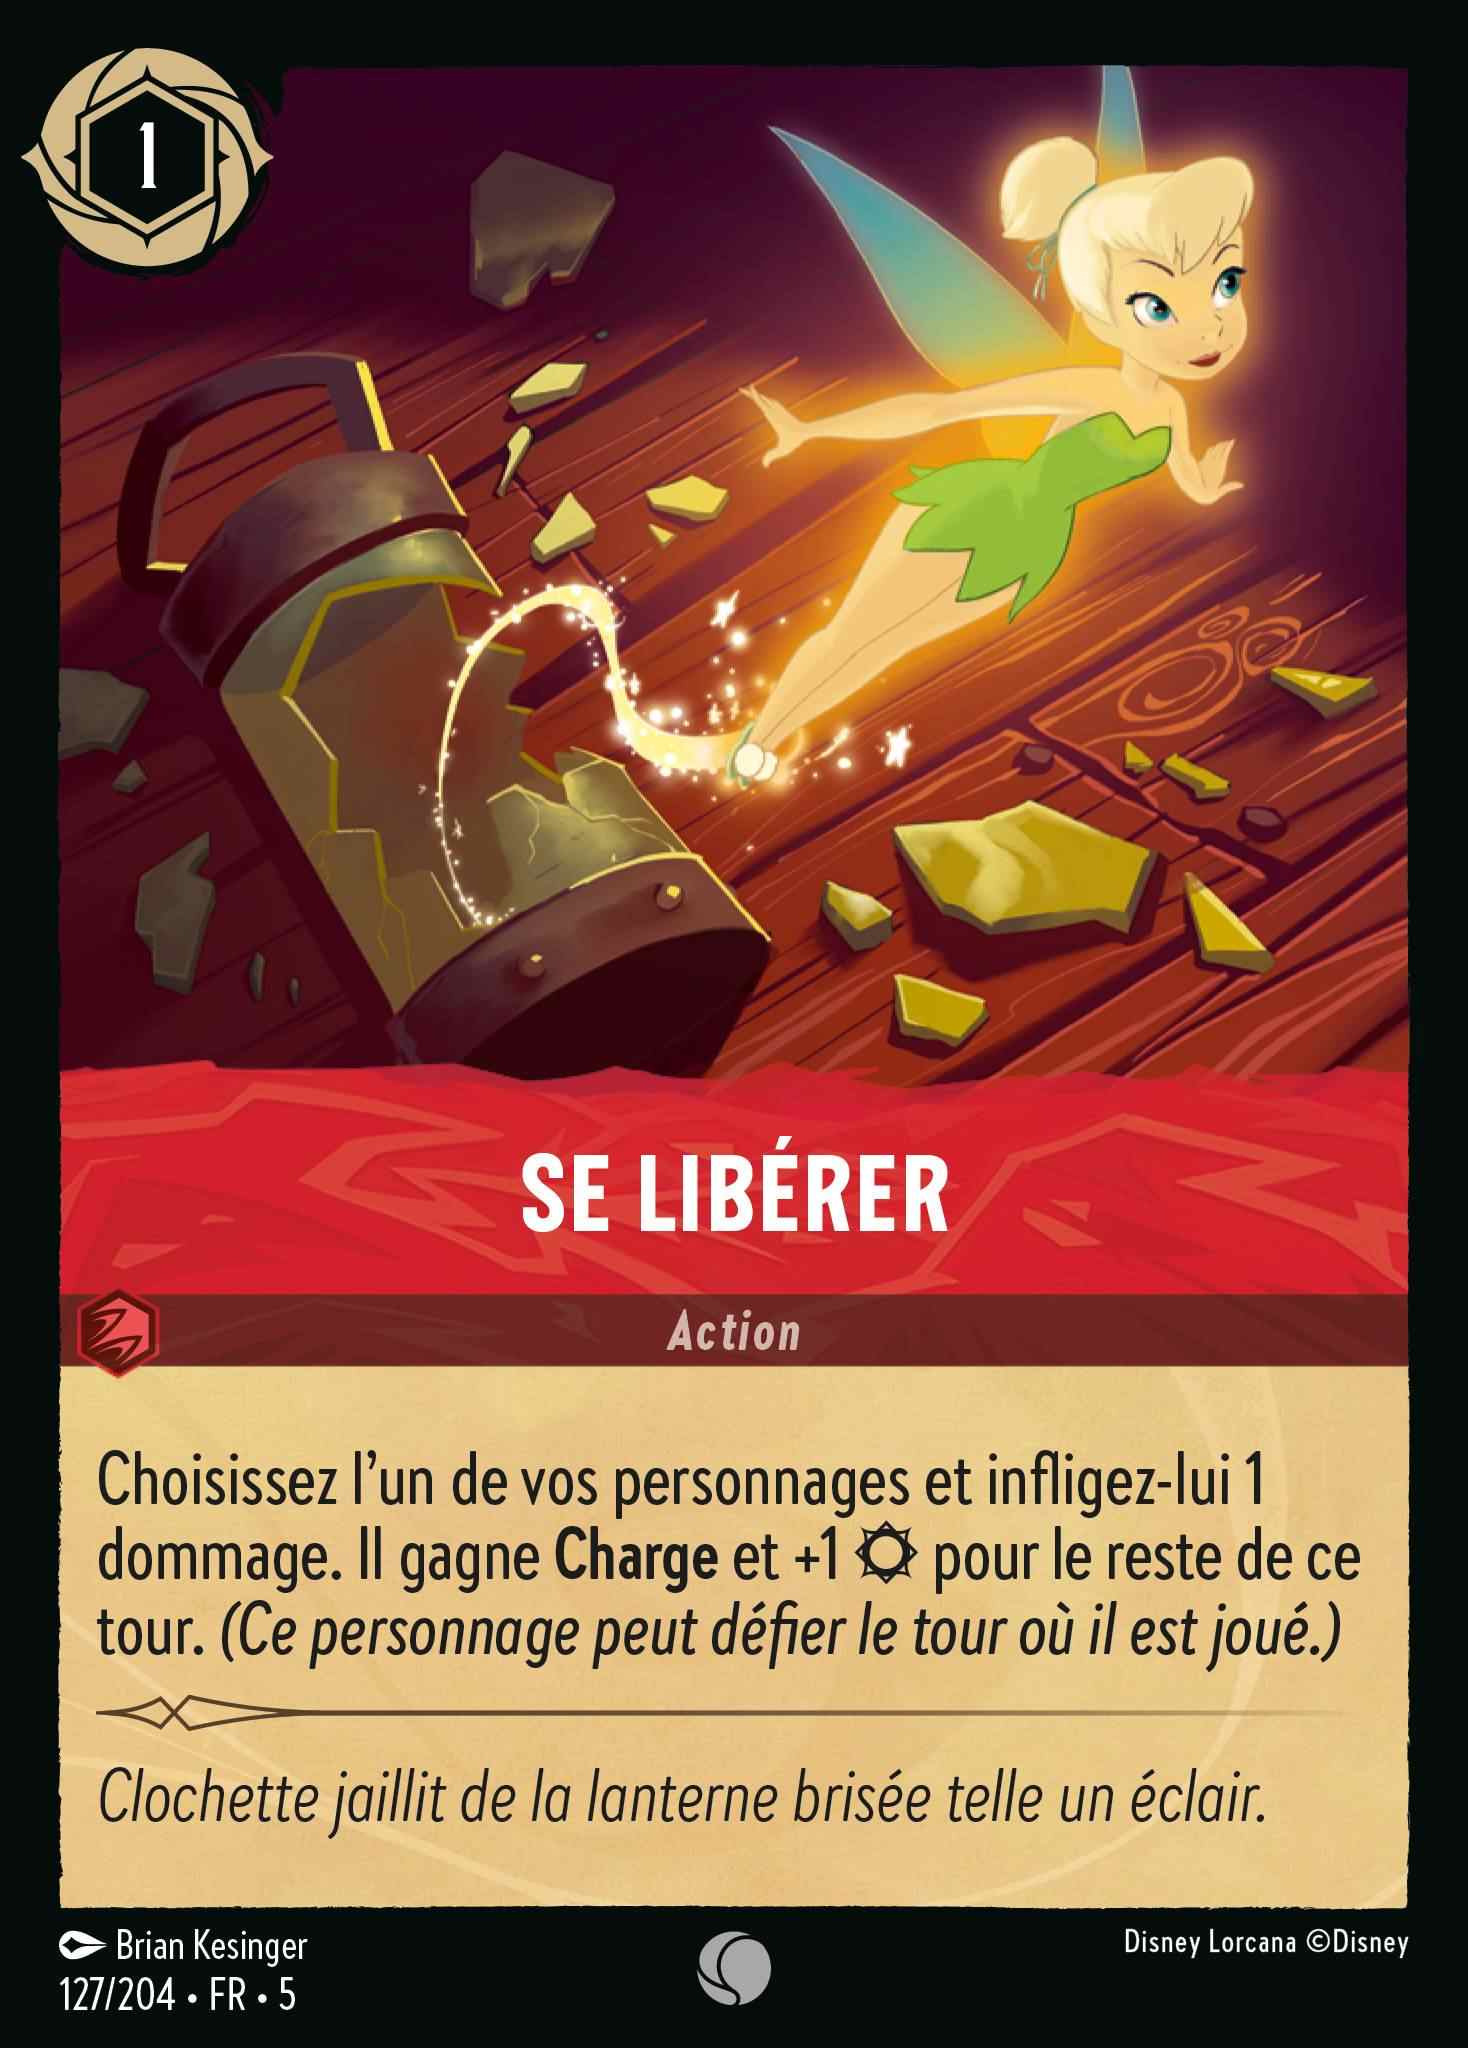 1
SE LIBÉRER
Action
Choisissez l’un de vos personnages et infligez-lui 1
dommage. Il gagne Charge et +1 pour le reste de ce
tour. (Ce personnage peut défier le tour où il est joué.)
Clochette jaillit de la lanterne brisée telle un éclair.
Brian Kesinger
Disney Lorcana ©Disney
127/204 • FR • 5